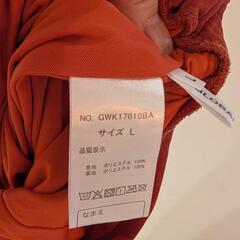 NO. GWK17010BA
サイズ L
品質表示
表地 ポリエステル 100%
裏地 ポリエステル 100%
なまえ